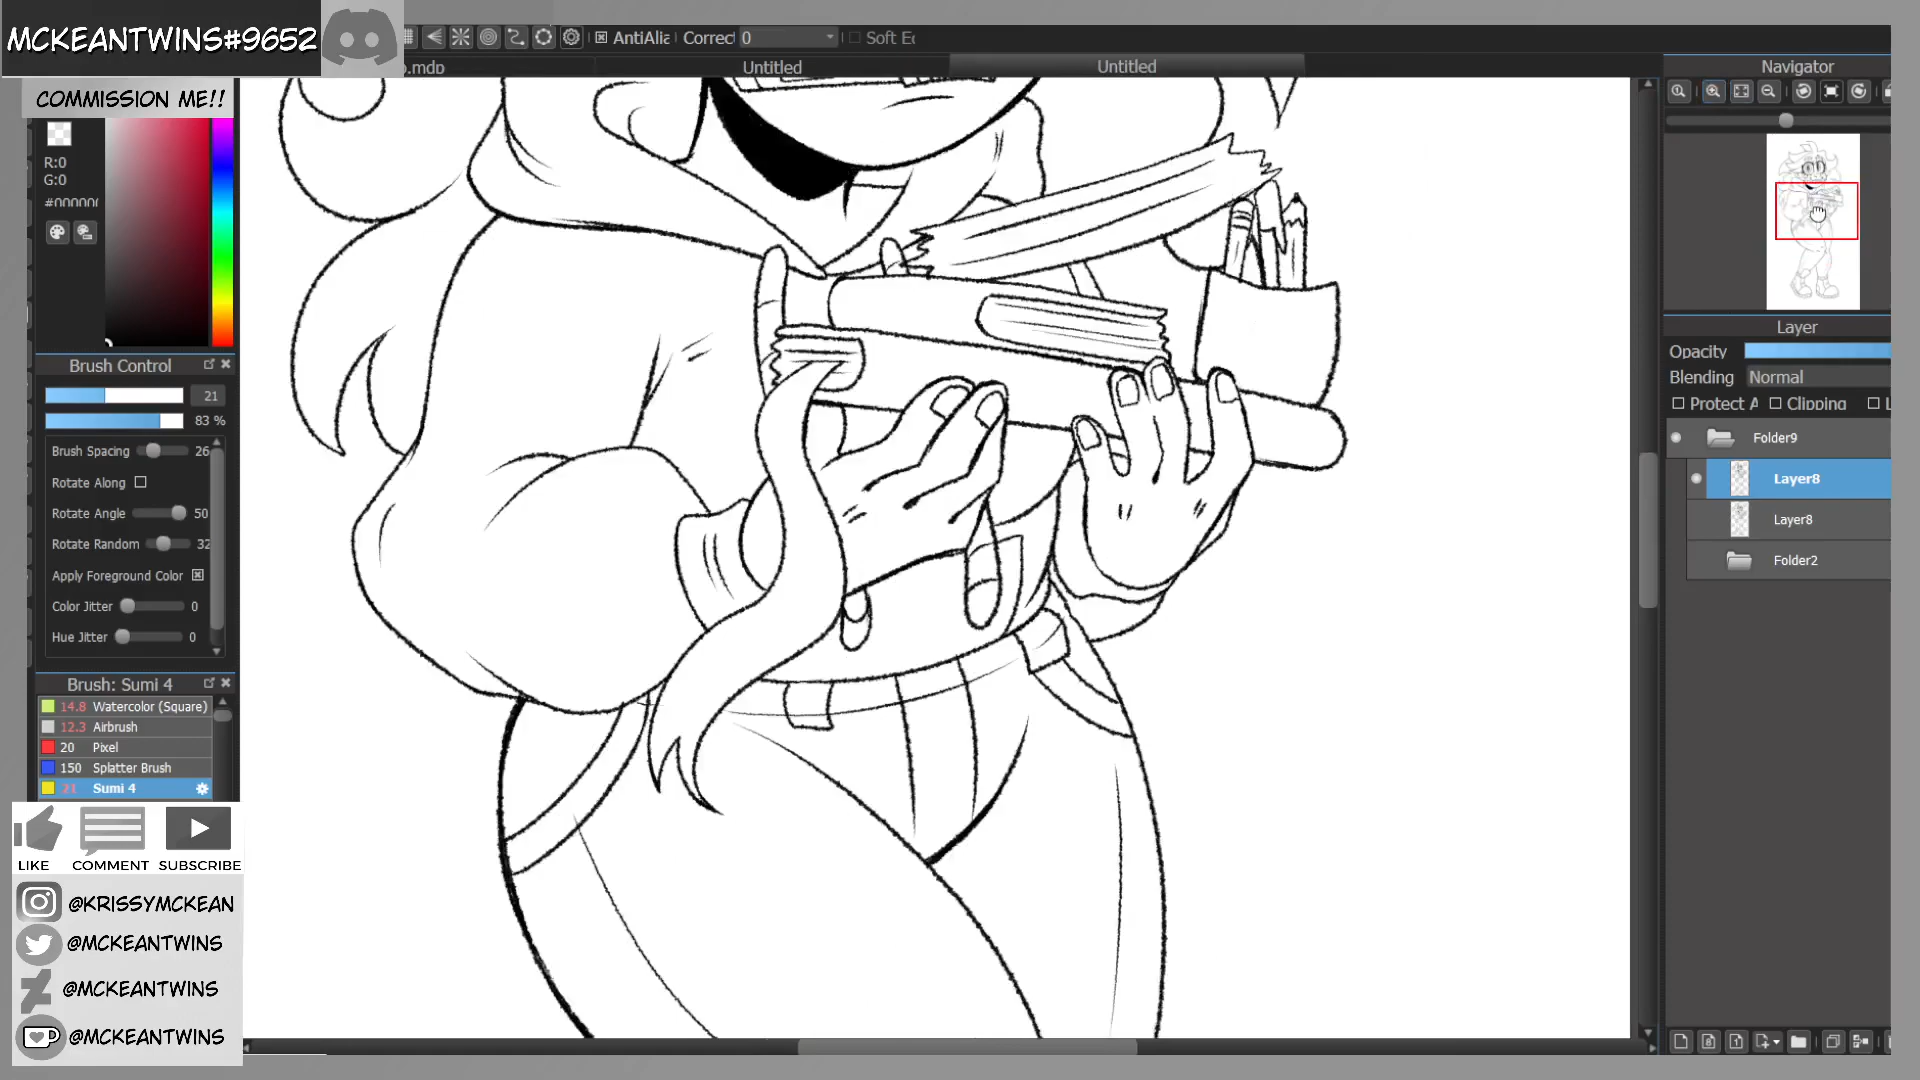 MCKEANTWINS#9652
COMMISSION ME!!
AntiAlia
Correct
0
Soft E
.mdp
Untitled
Untitled
Navigator
R:0
G:0
Brush Control
21
83 %
Brush Spacing
26
Rotate Along
Rotate Angle
50
Rotate Random
32
Apply Foreground Color
Color Jitter
0
Hue Jitter
0
Brush: Sumi 4
14.8 Watercolor (Square)
12.3 Airbrush
20 Pixel
150 Splatter Brush
21 Sumi 4
LIKE
COMMENT
SUBSCRIBE
@KRISSYMCKEAN
@MCKEANTWINS
@MCKEANTWINS
@MCKEANTWINS
Layer
Opacity
Blending
Normal
Protect A
Clipping
L
Folder9
Layer8
Layer8
Folder2